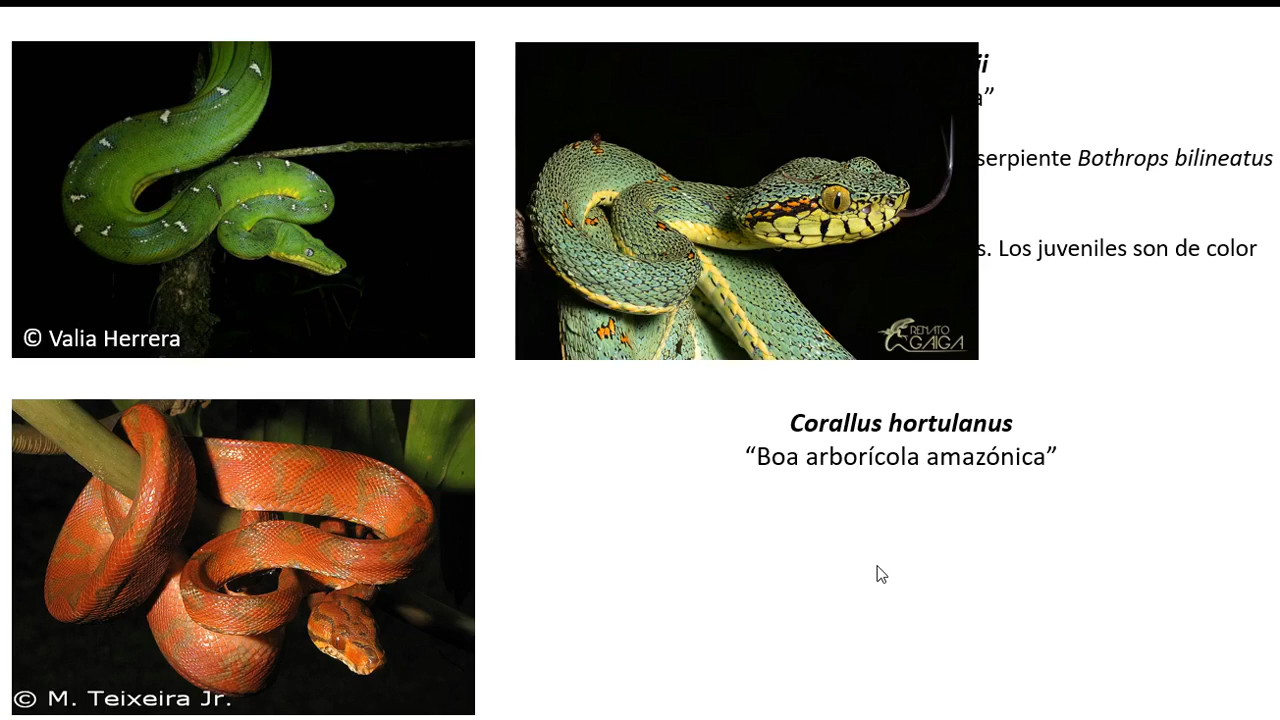 serpiente Bothrops bilineatus
s. Los juveniles son de color
© Valia Herrera
RENATO
GAIGA
Corallus hortulanus
“Boa arborícola amazónica”
© M. Teixeira Jr.